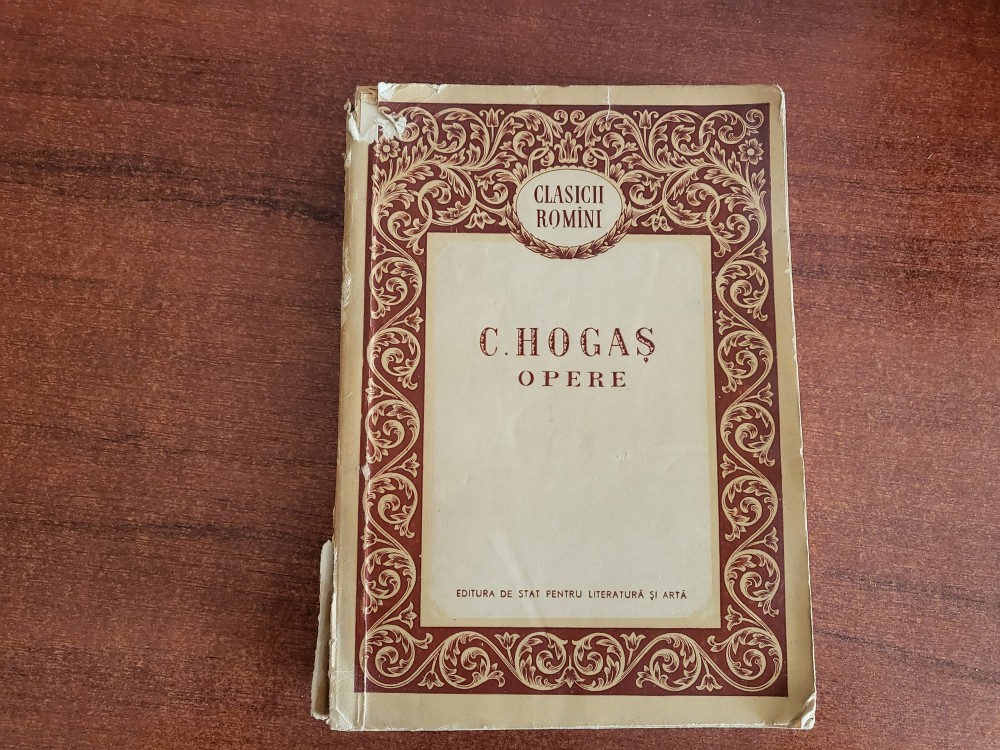 CLASICII
ROMÎNI
C. HOGAȘ
OPERE
EDITURA DE STAT PENTRU LITERATURĂ ȘI ARTĂ